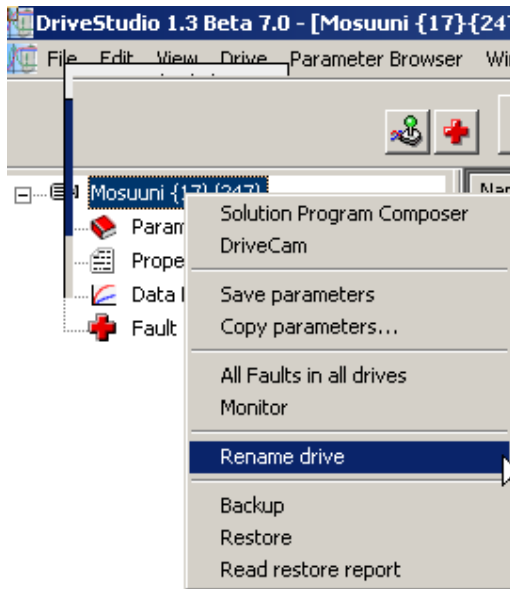 DriveStudio 1.3 Beta 7.0 - [Mosuuni {17}{247
File Edit View Drive Parameter Browser Wi
Mosuuni {17} {247}
Nar
Param
Prope
Data l
Fault
Solution Program Composer
DriveCam
Save parameters
Copy parameters...
All Faults in all drives
Monitor
Rename drive
Backup
Restore
Read restore report